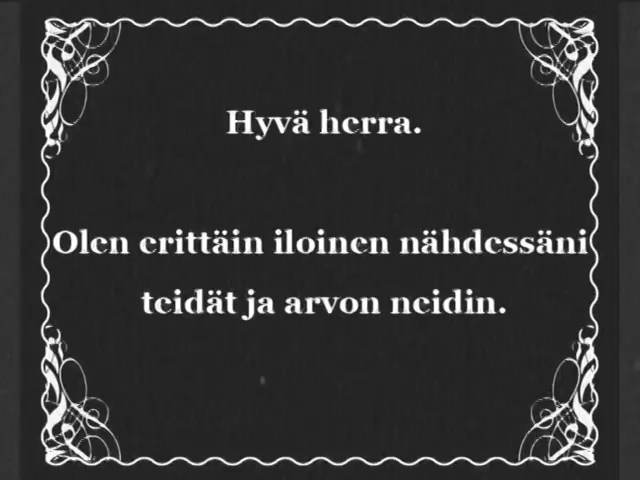 Hyvä herra.
Olen erittäin iloinen nähdessäni
teidät ja arvon neidin.